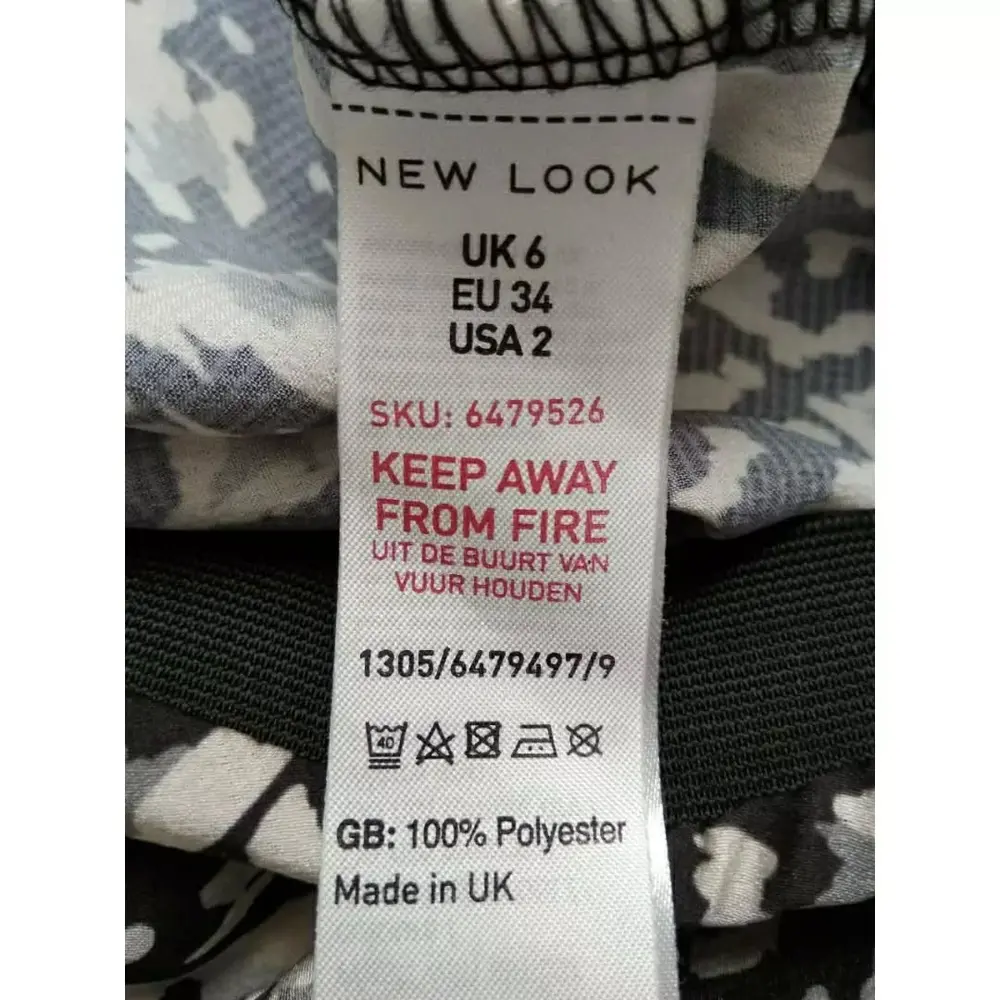 NEW LOOK
UK 6
EU 34
USA 2
SKU: 6479526
KEEP AWAY
FROM FIRE
UIT DE BUURT VAN
VUUR HOUDEN
1305/6479497/9
40
GB: 100% Polyester
Made in UK